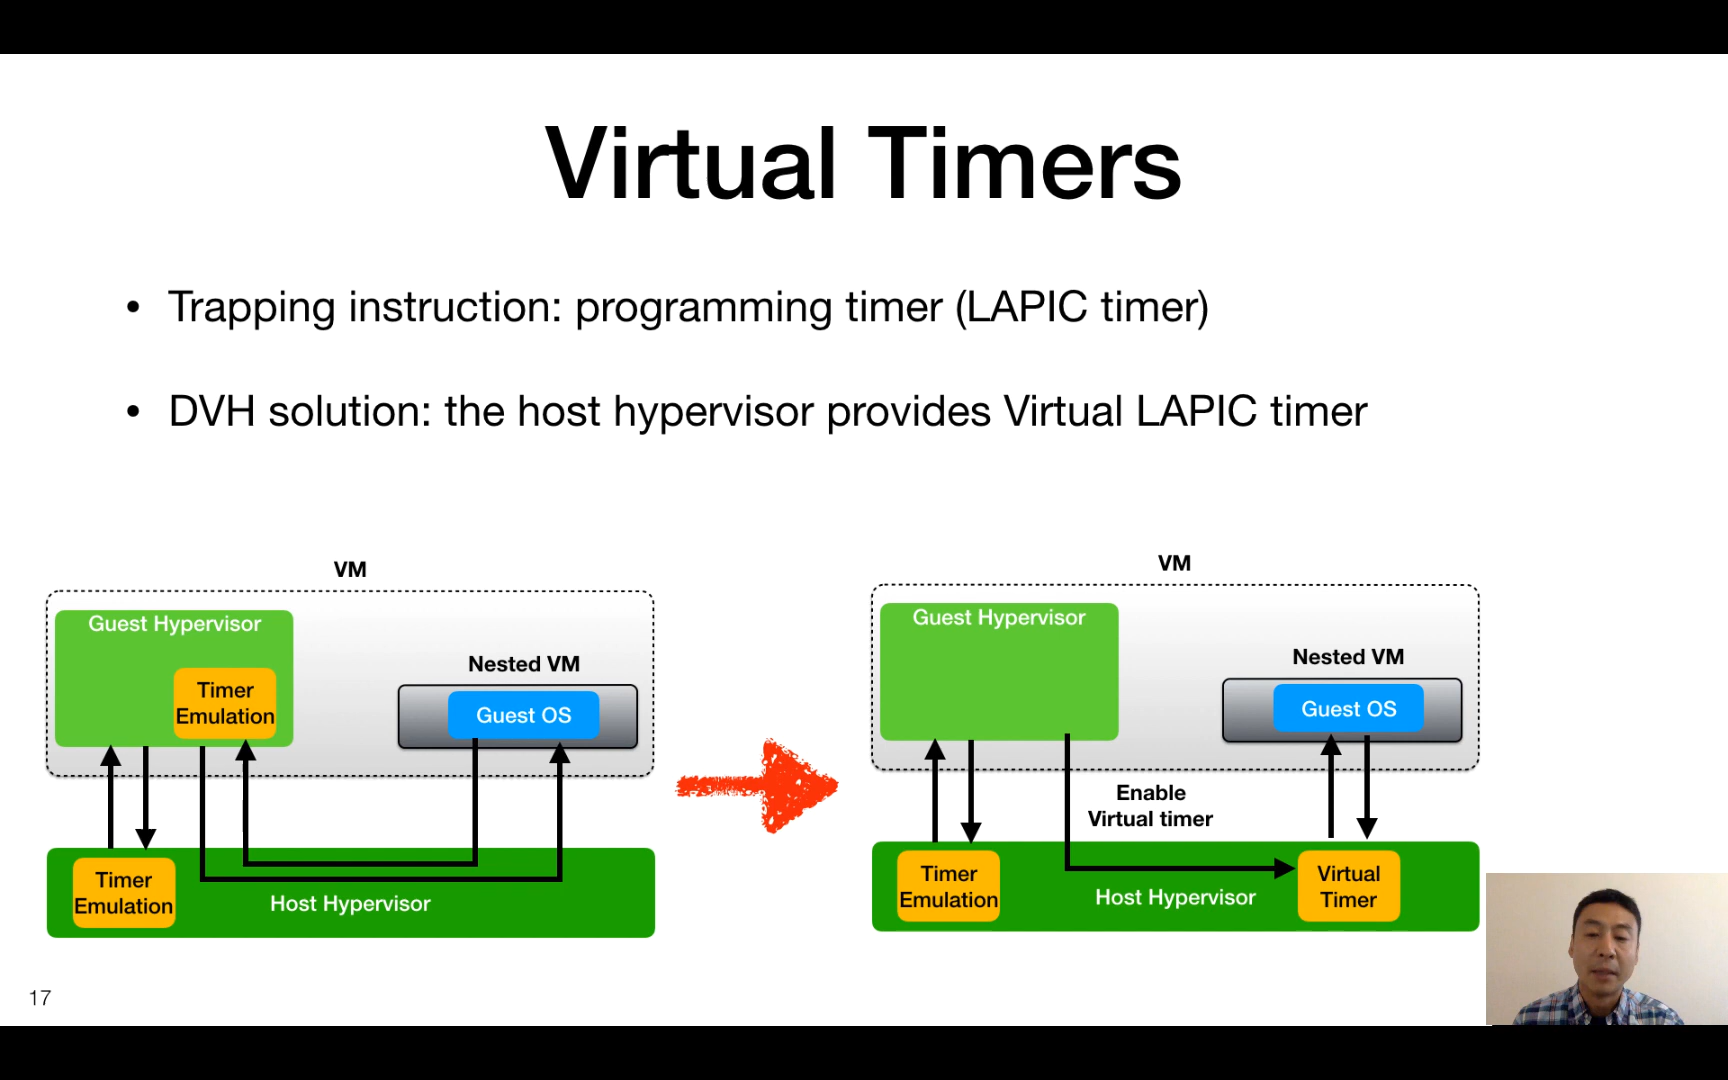 Virtual Timers
• Trapping instruction: programming timer (LAPIC timer)
• DVH solution: the host hypervisor provides Virtual LAPIC timer
VM
Guest Hypervisor
Timer
Emulation
Nested VM
Guest OS
Timer
Emulation
Host Hypervisor
VM
Guest Hypervisor
Nested VM
Guest OS
Enable
Virtual timer
Timer
Emulation
Host Hypervisor
Virtual
Timer
17